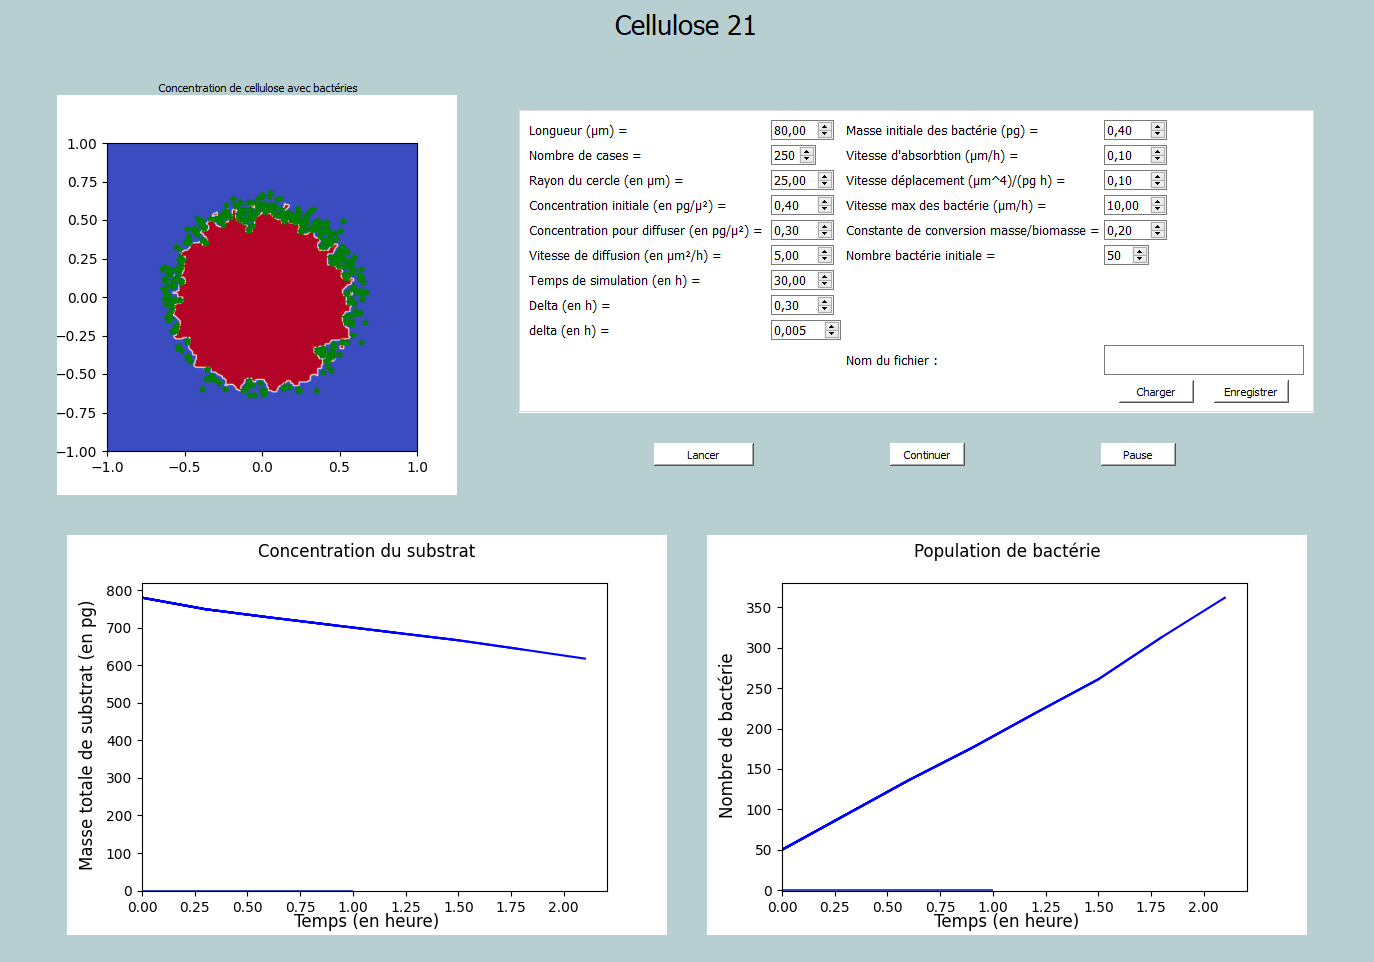 Cellulose 21
Concentration de cellulose avec bactéries
1.00
0.75
0.50
0.25
0.00
−0.25
−0.50
−0.75
−1.00
−1.0 −0.5 0.0 0.5 1.0
Longueur (µm) = 80,00 Masse initiale des bactérie (pg) = 0,40
Nombre de cases = 250 Vitesse d'absorbtion (µm/h) = 0,10
Rayon du cercle (en µm) = 25,00 Vitesse déplacement (µm^4)/(pg h) = 0,10
Concentration initiale (en pg/µ²) = 0,40 Vitesse max des bactérie (µm/h) = 10,00
Concentration pour diffuser (en pg/µ²) = 0,30 Constante de conversion masse/biomasse = 0,20
Vitesse de diffusion (en µm²/h) = 5,00 Nombre bactérie initiale = 50
Temps de simulation (en h) = 30,00
Delta (en h) = 0,30
delta (en h) = 0,005
Nom du fichier :
Charger Enregistrer
Lancer Continuer Pause
Concentration du substrat
Masse totale de substrat (en pg)
800
700
600
500
400
300
200
100
0
0.00 0.25 0.50 0.75 1.00 1.25 1.50 1.75 2.00
Temps (en heure)
Population de bactérie
Nombre de bactérie
350
300
250
200
150
100
50
0
0.00 0.25 0.50 0.75 1.00 1.25 1.50 1.75 2.00
Temps (en heure)